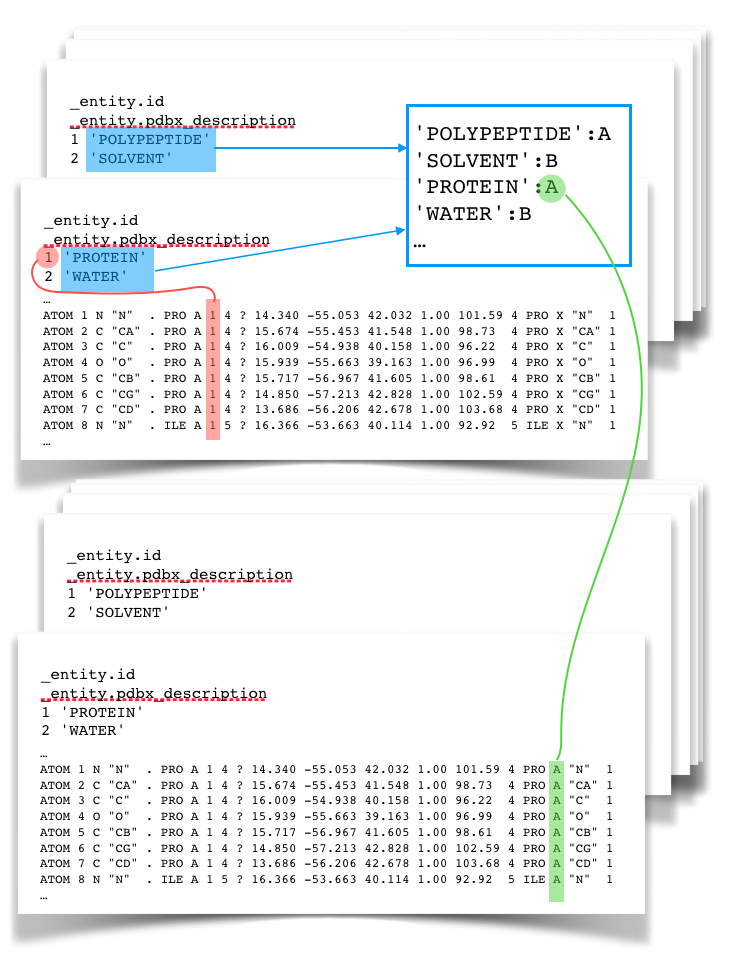 _entity.id
_entity.pdbx_description
1 'POLYPEPTIDE'
2 'SOLVENT'
'POLYPEPTIDE':A
'SOLVENT':B
'PROTEIN':A
'WATER':B
…
_entity.id
_entity.pdbx_description
1 'PROTEIN'
2 'WATER'
…
ATOM 1 N "N" . PRO A 1 4 ? 14.340 -55.053 42.032 1.00 101.59 4 PRO X "N" 1
ATOM 2 C "CA" . PRO A 1 4 ? 15.674 -55.453 41.548 1.00 98.73 4 PRO X "CA" 1
ATOM 3 C "C" . PRO A 1 4 ? 16.009 -54.938 40.158 1.00 96.22 4 PRO X "C" 1
ATOM 4 O "O" . PRO A 1 4 ? 15.939 -55.663 39.163 1.00 96.99 4 PRO X "O" 1
ATOM 5 C "CB" . PRO A 1 4 ? 15.717 -56.967 41.605 1.00 98.61 4 PRO X "CB" 1
ATOM 6 C "CG" . PRO A 1 4 ? 14.850 -57.213 42.828 1.00 102.59 4 PRO X "CG" 1
ATOM 7 C "CD" . PRO A 1 4 ? 13.686 -56.206 42.678 1.00 103.68 4 PRO X "CD" 1
ATOM 8 N "N" . ILE A 1 5 ? 16.366 -53.663 40.114 1.00 92.92 5 ILE X "N" 1
…
_entity.id
_entity.pdbx_description
1 'POLYPEPTIDE'
2 'SOLVENT'
_entity.id
_entity.pdbx_description
1 'PROTEIN'
2 'WATER'
…
ATOM 1 N "N" . PRO A 1 4 ? 14.340 -55.053 42.032 1.00 101.59 4 PRO A "N" 1
ATOM 2 C "CA" . PRO A 1 4 ? 15.674 -55.453 41.548 1.00 98.73 4 PRO A "CA" 1
ATOM 3 C "C" . PRO A 1 4 ? 16.009 -54.938 40.158 1.00 96.22 4 PRO A "C" 1
ATOM 4 O "O" . PRO A 1 4 ? 15.939 -55.663 39.163 1.00 96.99 4 PRO A "O" 1
ATOM 5 C "CB" . PRO A 1 4 ? 15.717 -56.967 41.605 1.00 98.61 4 PRO A "CB" 1
ATOM 6 C "CG" . PRO A 1 4 ? 14.850 -57.213 42.828 1.00 102.59 4 PRO A "CG" 1
ATOM 7 C "CD" . PRO A 1 4 ? 13.686 -56.206 42.678 1.00 103.68 4 PRO A "CD" 1
ATOM 8 N "N" . ILE A 1 5 ? 16.366 -53.663 40.114 1.00 92.92 5 ILE A "N" 1
…